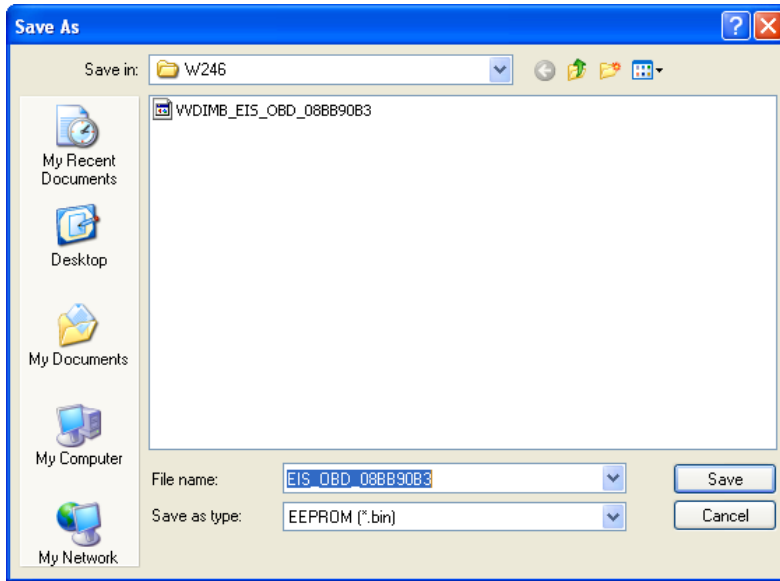 Save As
Save in:
W246
VVDIMB_EIS_OBD_08BB90B3
My Recent
Documents
Desktop
My Documents
My Computer
My Network
File name:
EIS_OBD_08BB90B3
Save
Save as type:
EEPROM (*.bin)
Cancel